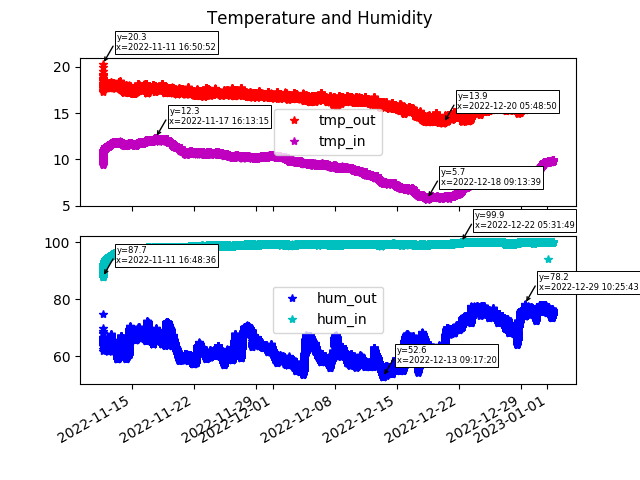 Temperature and Humidity
y=20.3
x=2022-11-11 16:50:52
20
15
10
5
y=12.3
x=2022-11-17 16:13:15
y=13.9
x=2022-12-20 05:48:50
tmp_out
tmp_in
y=5.7
x=2022-12-18 09:13:39
y=99.9
x=2022-12-22 05:31:49
100
80
60
y=87.7
x=2022-11-11 16:48:36
y=78.2
x=2022-12-29 10:25:43
hum_out
hum_in
y=52.6
x=2022-12-13 09:17:20
2022-11-15
2022-11-22
2022-11-29
2022-12-01
2022-12-08
2022-12-15
2022-12-22
2022-12-29
2023-01-01